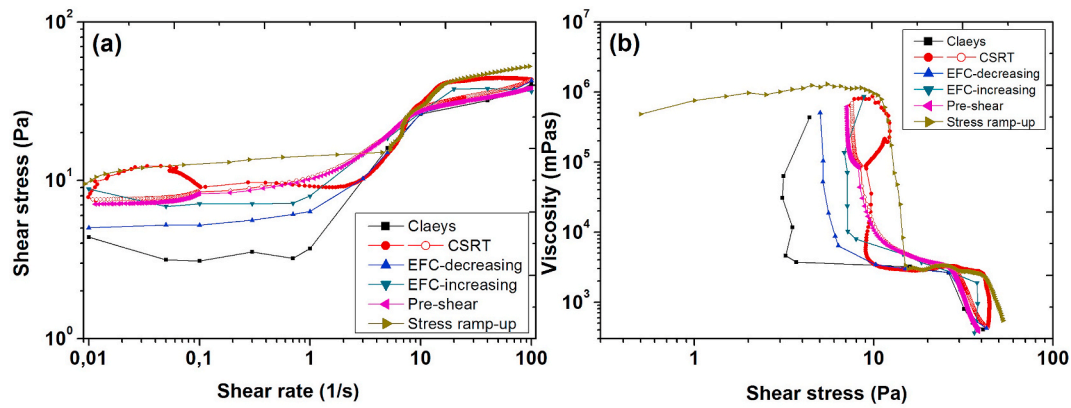 (a)
10²
10¹
10⁰
Shear stress (Pa)
0,01
0,1
1
10
100
Shear rate (1/s)
Claeys
CSRT
EFC-decreasing
EFC-increasing
Pre-shear
Stress ramp-up
(b)
10⁶
10⁵
10⁴
10³
Viscosity (mPas)
1
10
100
Shear stress (Pa)
Claeys
CSRT
EFC-decreasing
EFC-increasing
Pre-shear
Stress ramp-up